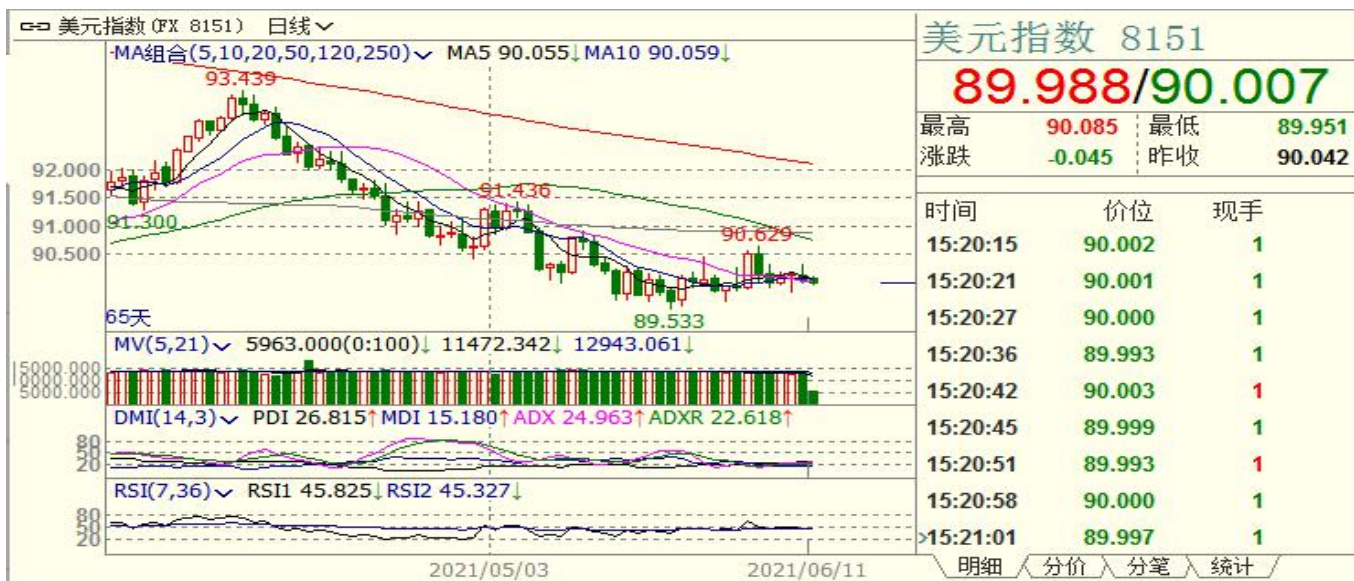 美元指数(FX 8151) 日线
MA组合(5,10,20,50,120,250) MA5 90.055↓ MA10 90.059↓
93.439
92.000
91.500
91.436
91.300
91.000
90.629
90.500
65天
89.533
MV(5,21) 5963.000(0:100)↓ 11472.342↓ 12943.061↓
15000.000
10000.000
5000.000
DMI(14,3) PDI 26.815↑ MDI 15.180↑ ADX 24.963↑ ADXR 22.618↑
80
50
20
RSI(7,36) RSI1 45.825↓ RSI2 45.327↓
80
50
20
2021/05/03 2021/06/11
美元指数 8151
89.988/90.007
最高 90.085 最低 89.951
涨跌 -0.045 昨收 90.042
时间 价位 现手
15:20:15 90.002 1
15:20:21 90.001 1
15:20:27 90.000 1
15:20:36 89.993 1
15:20:42 90.003 1
15:20:45 89.999 1
15:20:51 89.993 1
15:20:58 90.000 1
15:21:01 89.997 1
明细 分价 分笔 统计